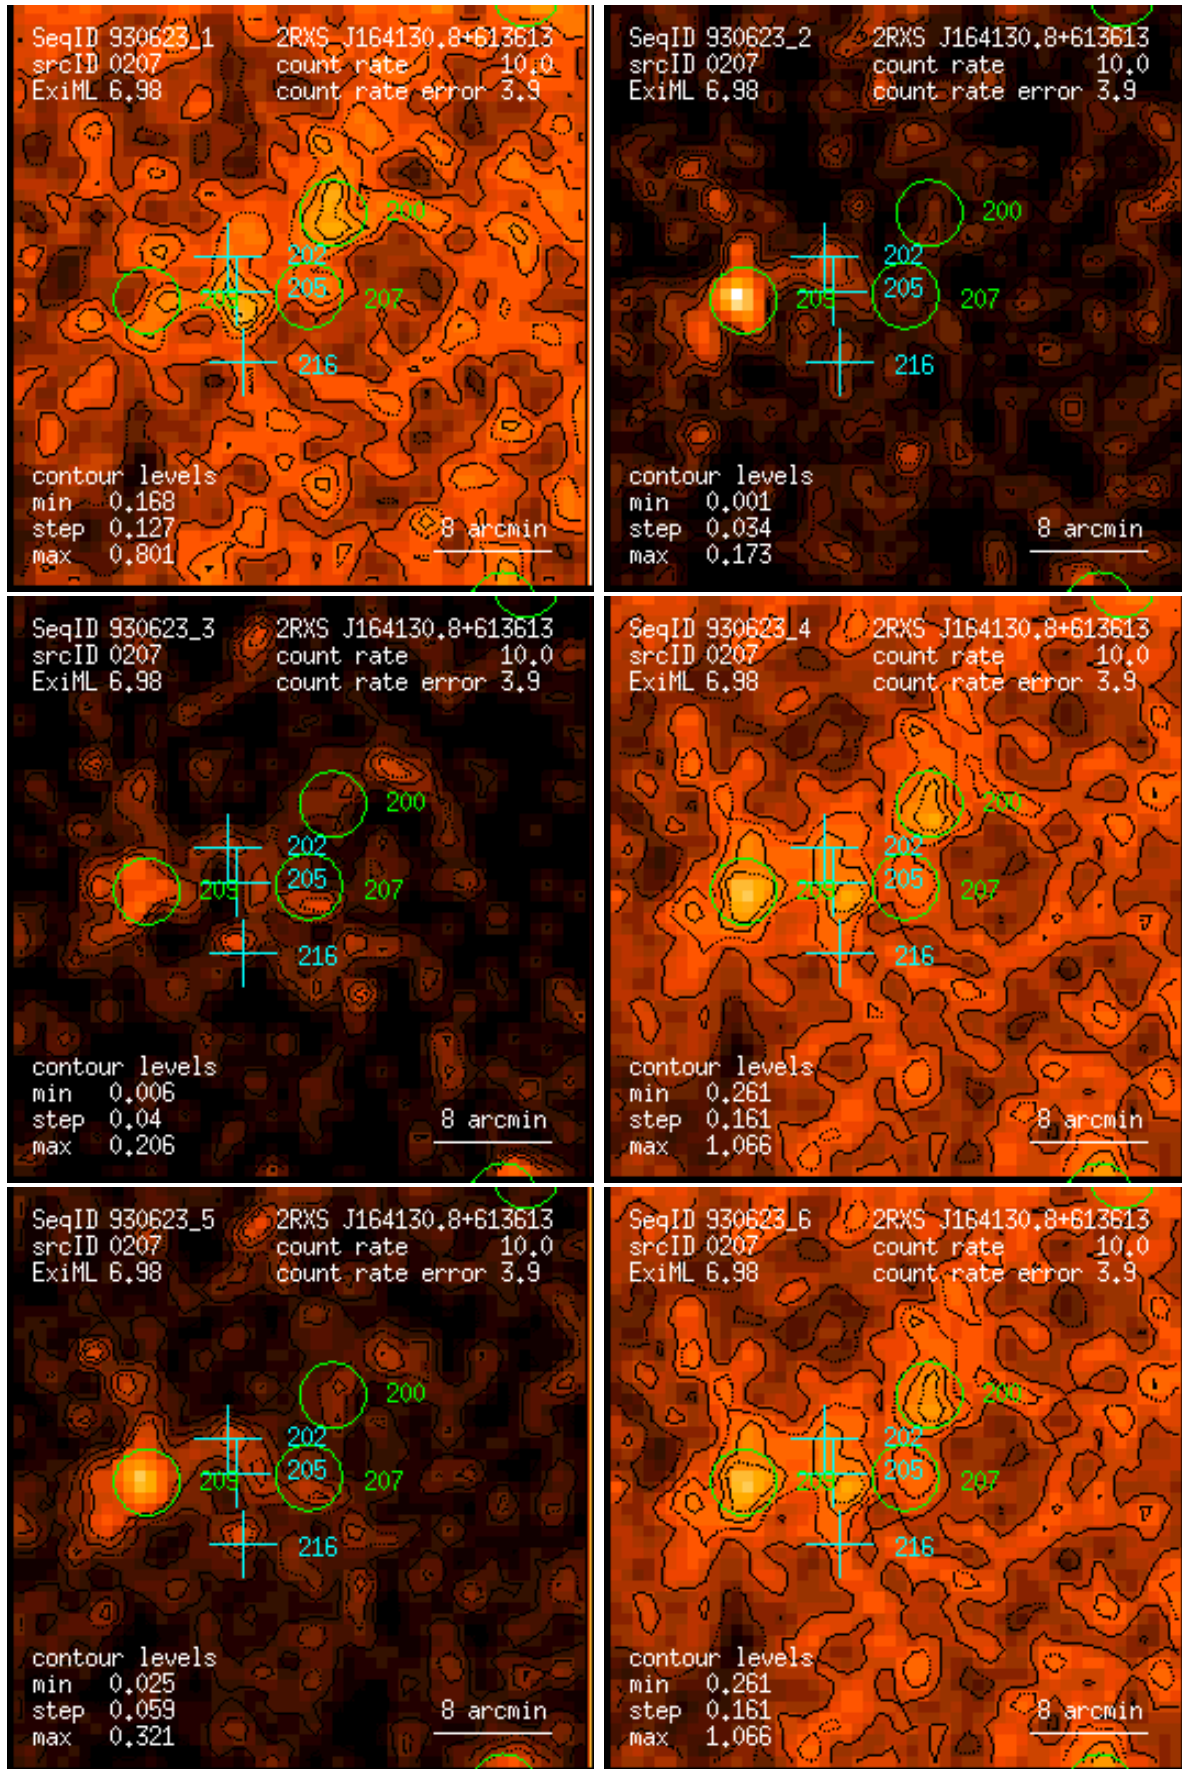 SeqID 930623_1 2RXS J164130.8+613613
srcID 0207 count rate 10.0
ExiML 6.98 count rate error 3.9
200
202
205 207
216
contour levels
min 0.168
step 0.127
max 0.801
8 arcmin
SeqID 930623_2 2RXS J164130.8+613613
srcID 0207 count rate 10.0
ExiML 6.98 count rate error 3.9
200
202
205 207
216
contour levels
min 0.001
step 0.034
max 0.173
8 arcmin
SeqID 930623_3 2RXS J164130.8+613613
srcID 0207 count rate 10.0
ExiML 6.98 count rate error 3.9
200
202
205 207
216
contour levels
min 0.006
step 0.04
max 0.206
8 arcmin
SeqID 930623_4 2RXS J164130.8+613613
srcID 0207 count rate 10.0
ExiML 6.98 count rate error 3.9
200
202
205 207
216
contour levels
min 0.261
step 0.161
max 1.066
8 arcmin
SeqID 930623_5 2RXS J164130.8+613613
srcID 0207 count rate 10.0
ExiML 6.98 count rate error 3.9
200
202
205 207
216
contour levels
min 0.025
step 0.059
max 0.321
8 arcmin
SeqID 930623_6 2RXS J164130.8+613613
srcID 0207 count rate 10.0
ExiML 6.98 count rate error 3.9
200
202
205 207
216
contour levels
min 0.261
step 0.161
max 1.066
8 arcmin